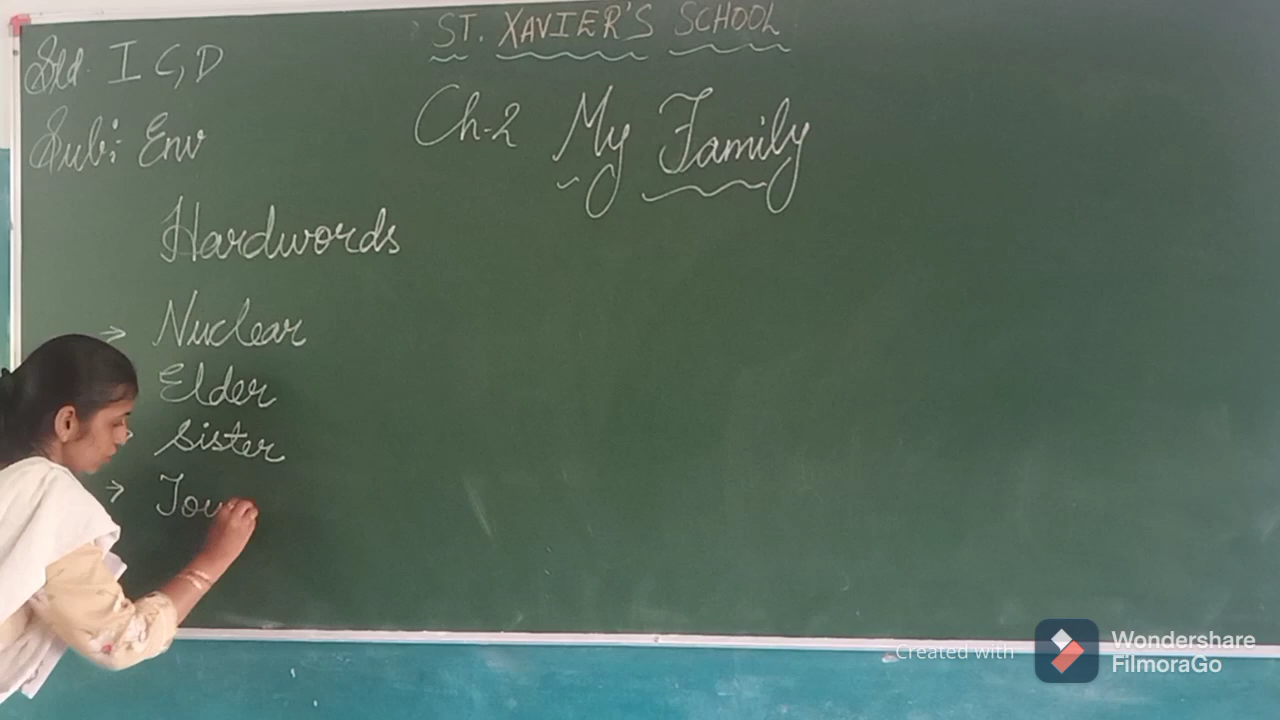 ST. XAVIER'S SCHOOL
Std. I C, D
Ch-2 My Family
Sub: Env
Hardwords
→ Nuclear
Elder
Sister
→
Created with
Wondershare
FilmoraGo